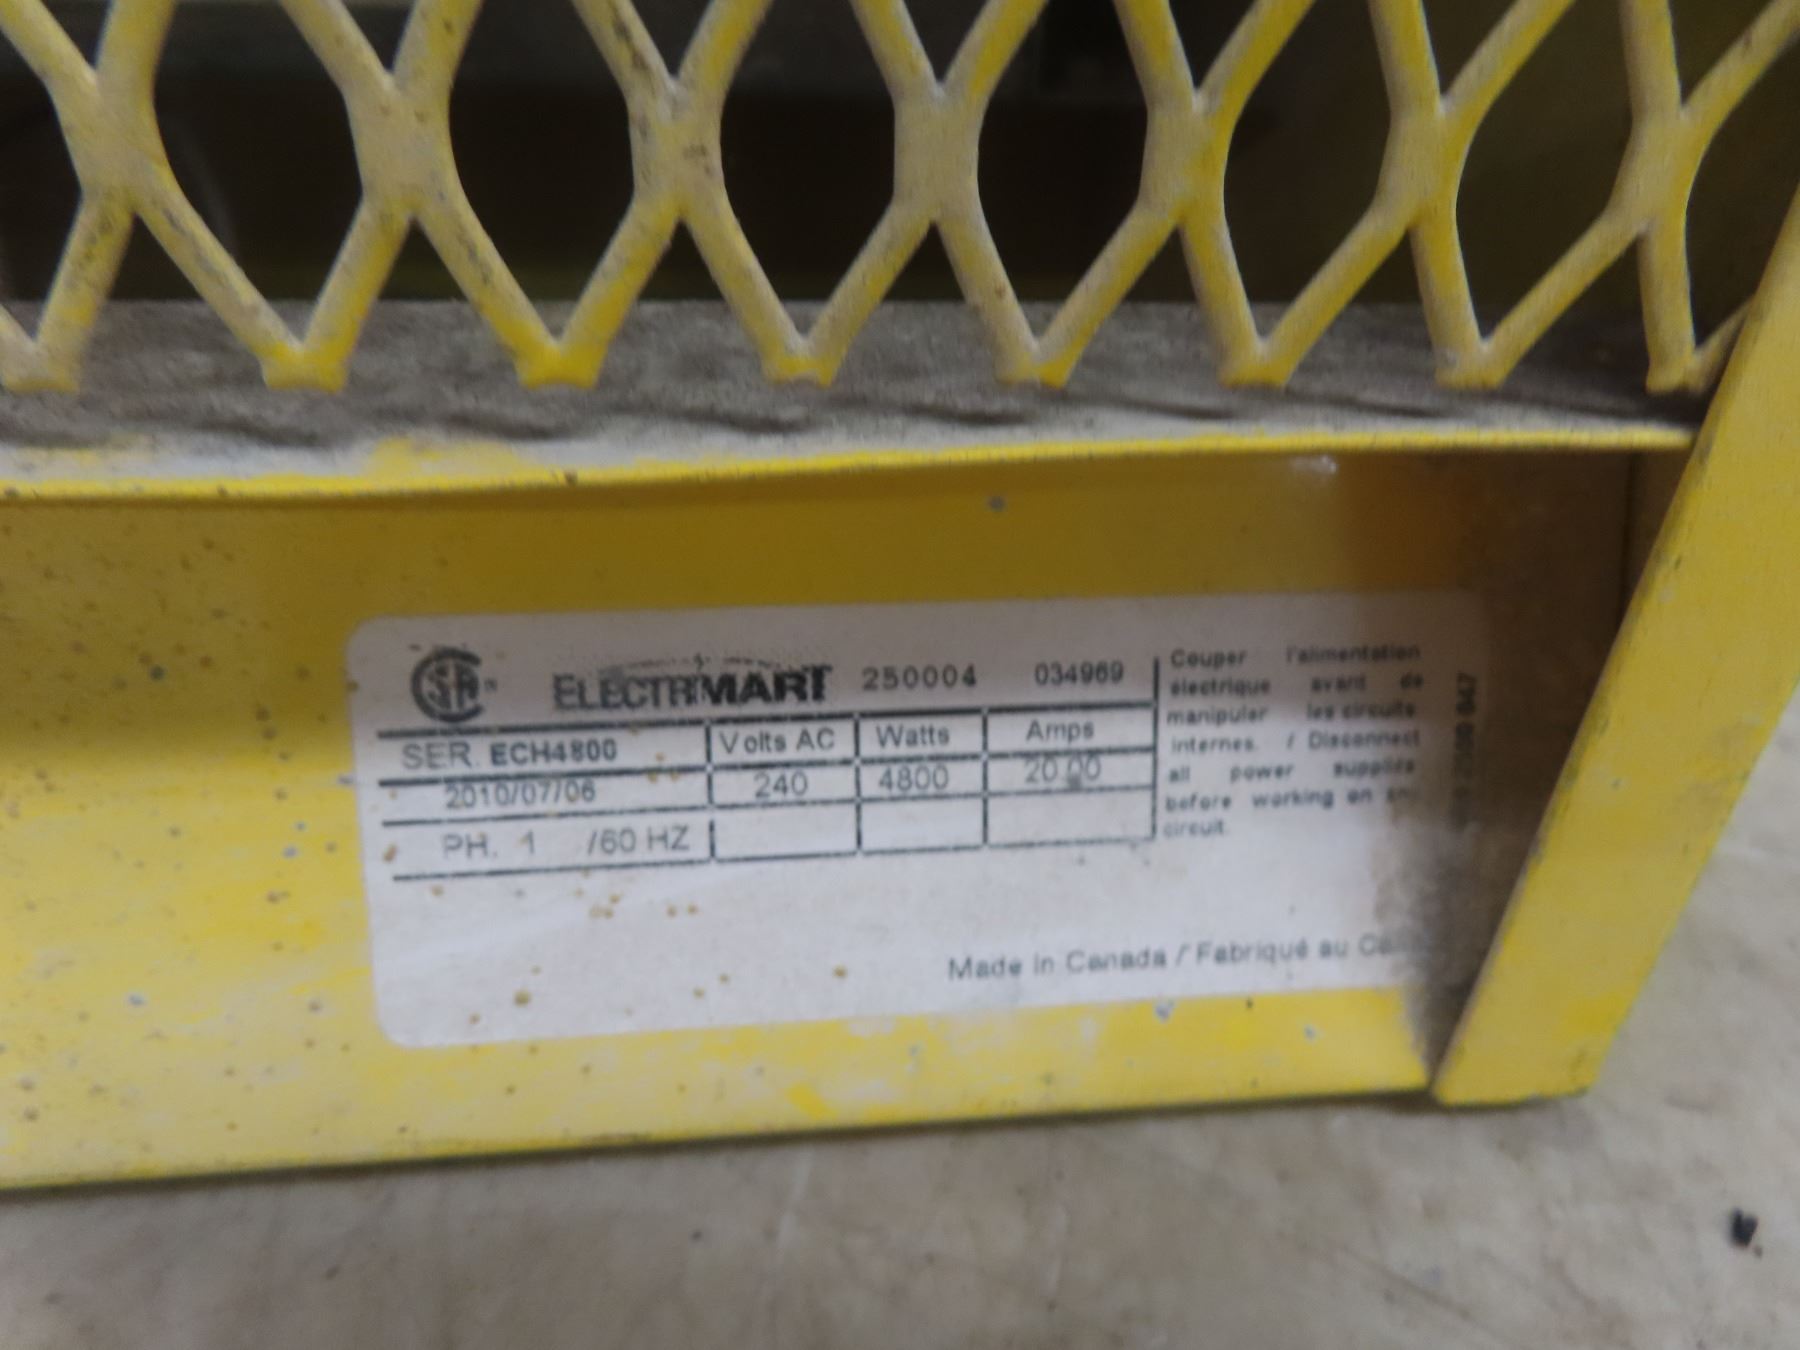 ELECTRIMART 250004 034969
SER. ECH4800 Volts AC Watts Amps
2010/07/06 240 4800 20.00
PH. 1 /60 HZ
Couper l'alimentation
électrique avant de
manipuler les circuits
internes. / Disconnect
all power supplies
before working on any
circuit.
Made in Canada / Fabriqué au